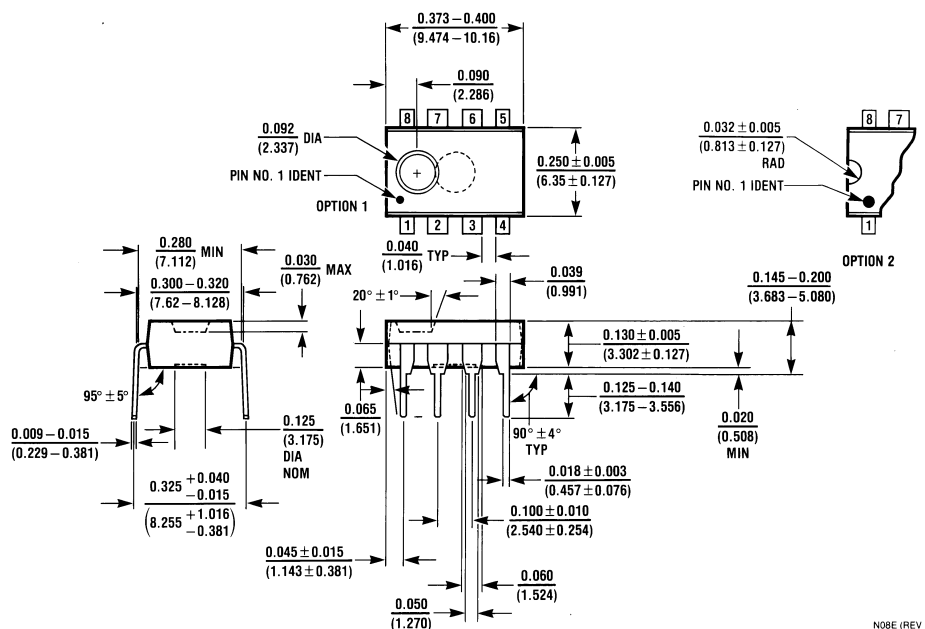 0.373 – 0.400
(9.474 – 10.16)
0.090
(2.286)
8 7 6 5
0.092 DIA
(2.337)
PIN NO. 1 IDENT
OPTION 1
1 2 3 4
0.250 ± 0.005
(6.35 ± 0.127)
0.032 ± 0.005
(0.813 ± 0.127)
RAD
PIN NO. 1 IDENT
8 7
1
OPTION 2
0.280 MIN
(7.112)
0.300 – 0.320
(7.62 – 8.128)
0.030 MAX
(0.762)
0.040 TYP
(1.016)
0.039
(0.991)
20° ± 1°
0.145 – 0.200
(3.683 – 5.080)
0.130 ± 0.005
(3.302 ± 0.127)
95° ± 5°
0.125
(3.175)
DIA
NOM
0.065
(1.651)
90° ± 4°
TYP
0.125 – 0.140
(3.175 – 3.556)
0.020
(0.508)
MIN
0.009 – 0.015
(0.229 – 0.381)
0.325 +0.040
–0.015
(8.255 +1.016
–0.381)
0.018 ± 0.003
(0.457 ± 0.076)
0.100 ± 0.010
(2.540 ± 0.254)
0.045 ± 0.015
(1.143 ± 0.381)
0.060
(1.524)
0.050
(1.270)
N08E (REV